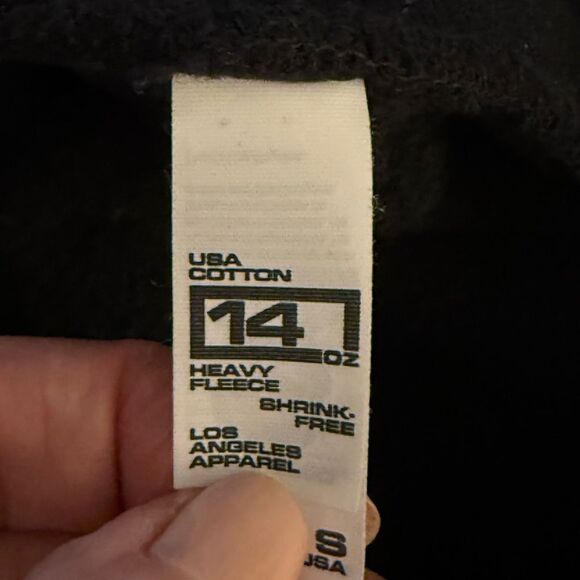 USA
COTTON
14
OZ
HEAVY
FLEECE
SHRINK-
FREE
LOS
ANGELES
APPAREL
S
USA